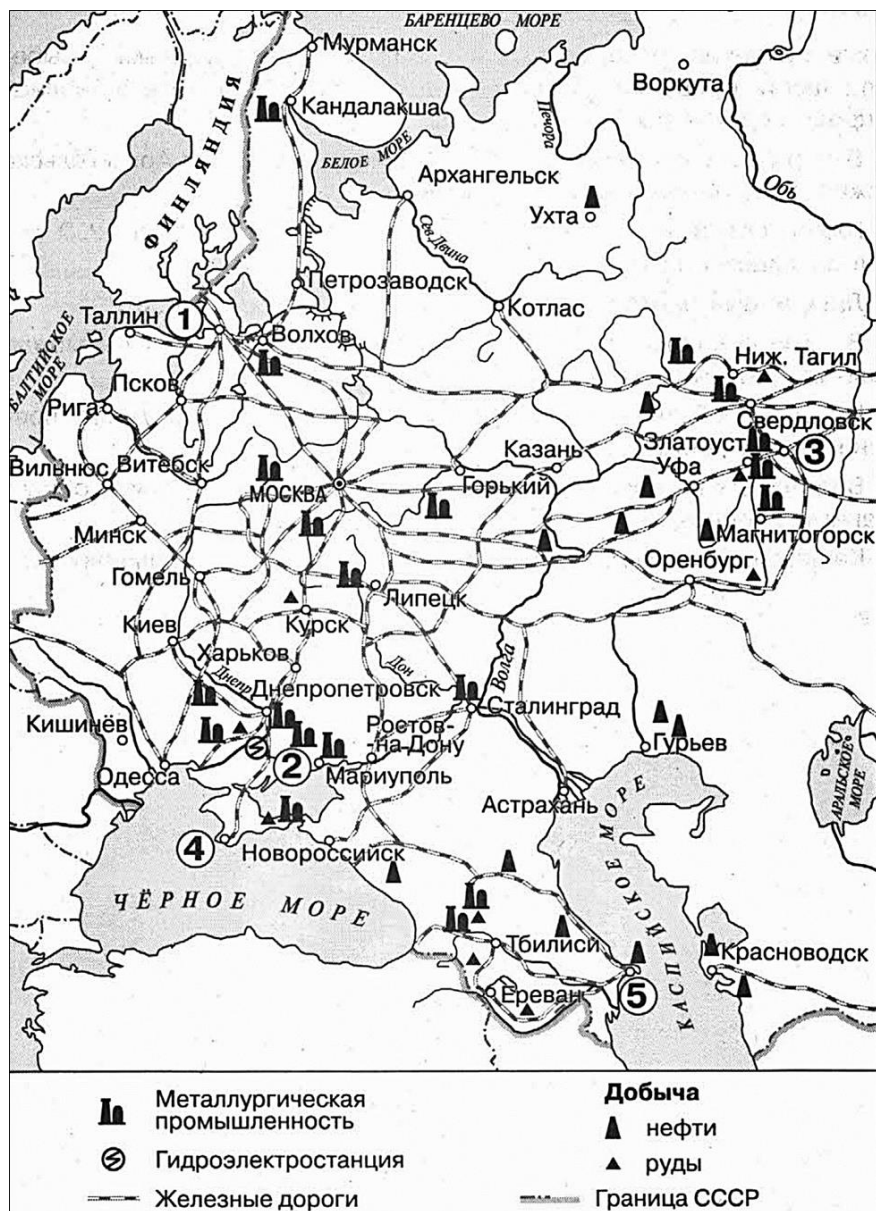 БАРЕНЦЕВО МОРЕ
Мурманск
Воркута
Кандалакша
Печора
ФИНЛЯНДИЯ
БЕЛОЕ МОРЕ
Архангельск
Обь
Ухта
Сев Двина
Петрозаводск
Котлас
Таллин
1
Волхов
БАЛТИЙСКОЕ
МОРЕ
Ниж. Тагил
Псков
Рига
Свердловск
Казань
Златоуст
3
Вильнюс
Витебск
МОСКВА
Горький
Уфа
Минск
Магнитогорск
Оренбург
Гомель
Липецк
Киев
Курск
Харьков
Дон
Волга
Днепр
Днепропетровск
Сталинград
Кишинёв
Ростов-
-на-Дону
Гурьев
Одесса
2
Мариуполь
Астрахань
АРАЛЬСКОЕ
МОРЕ
4
Новороссийск
ЧЁРНОЕ МОРЕ
КАСПИЙСКОЕ МОРЕ
Тбилиси
Красноводск
Ереван
5
Металлургическая
промышленность
Гидроэлектростанция
Железные дороги
Добыча
нефти
руды
Граница СССР